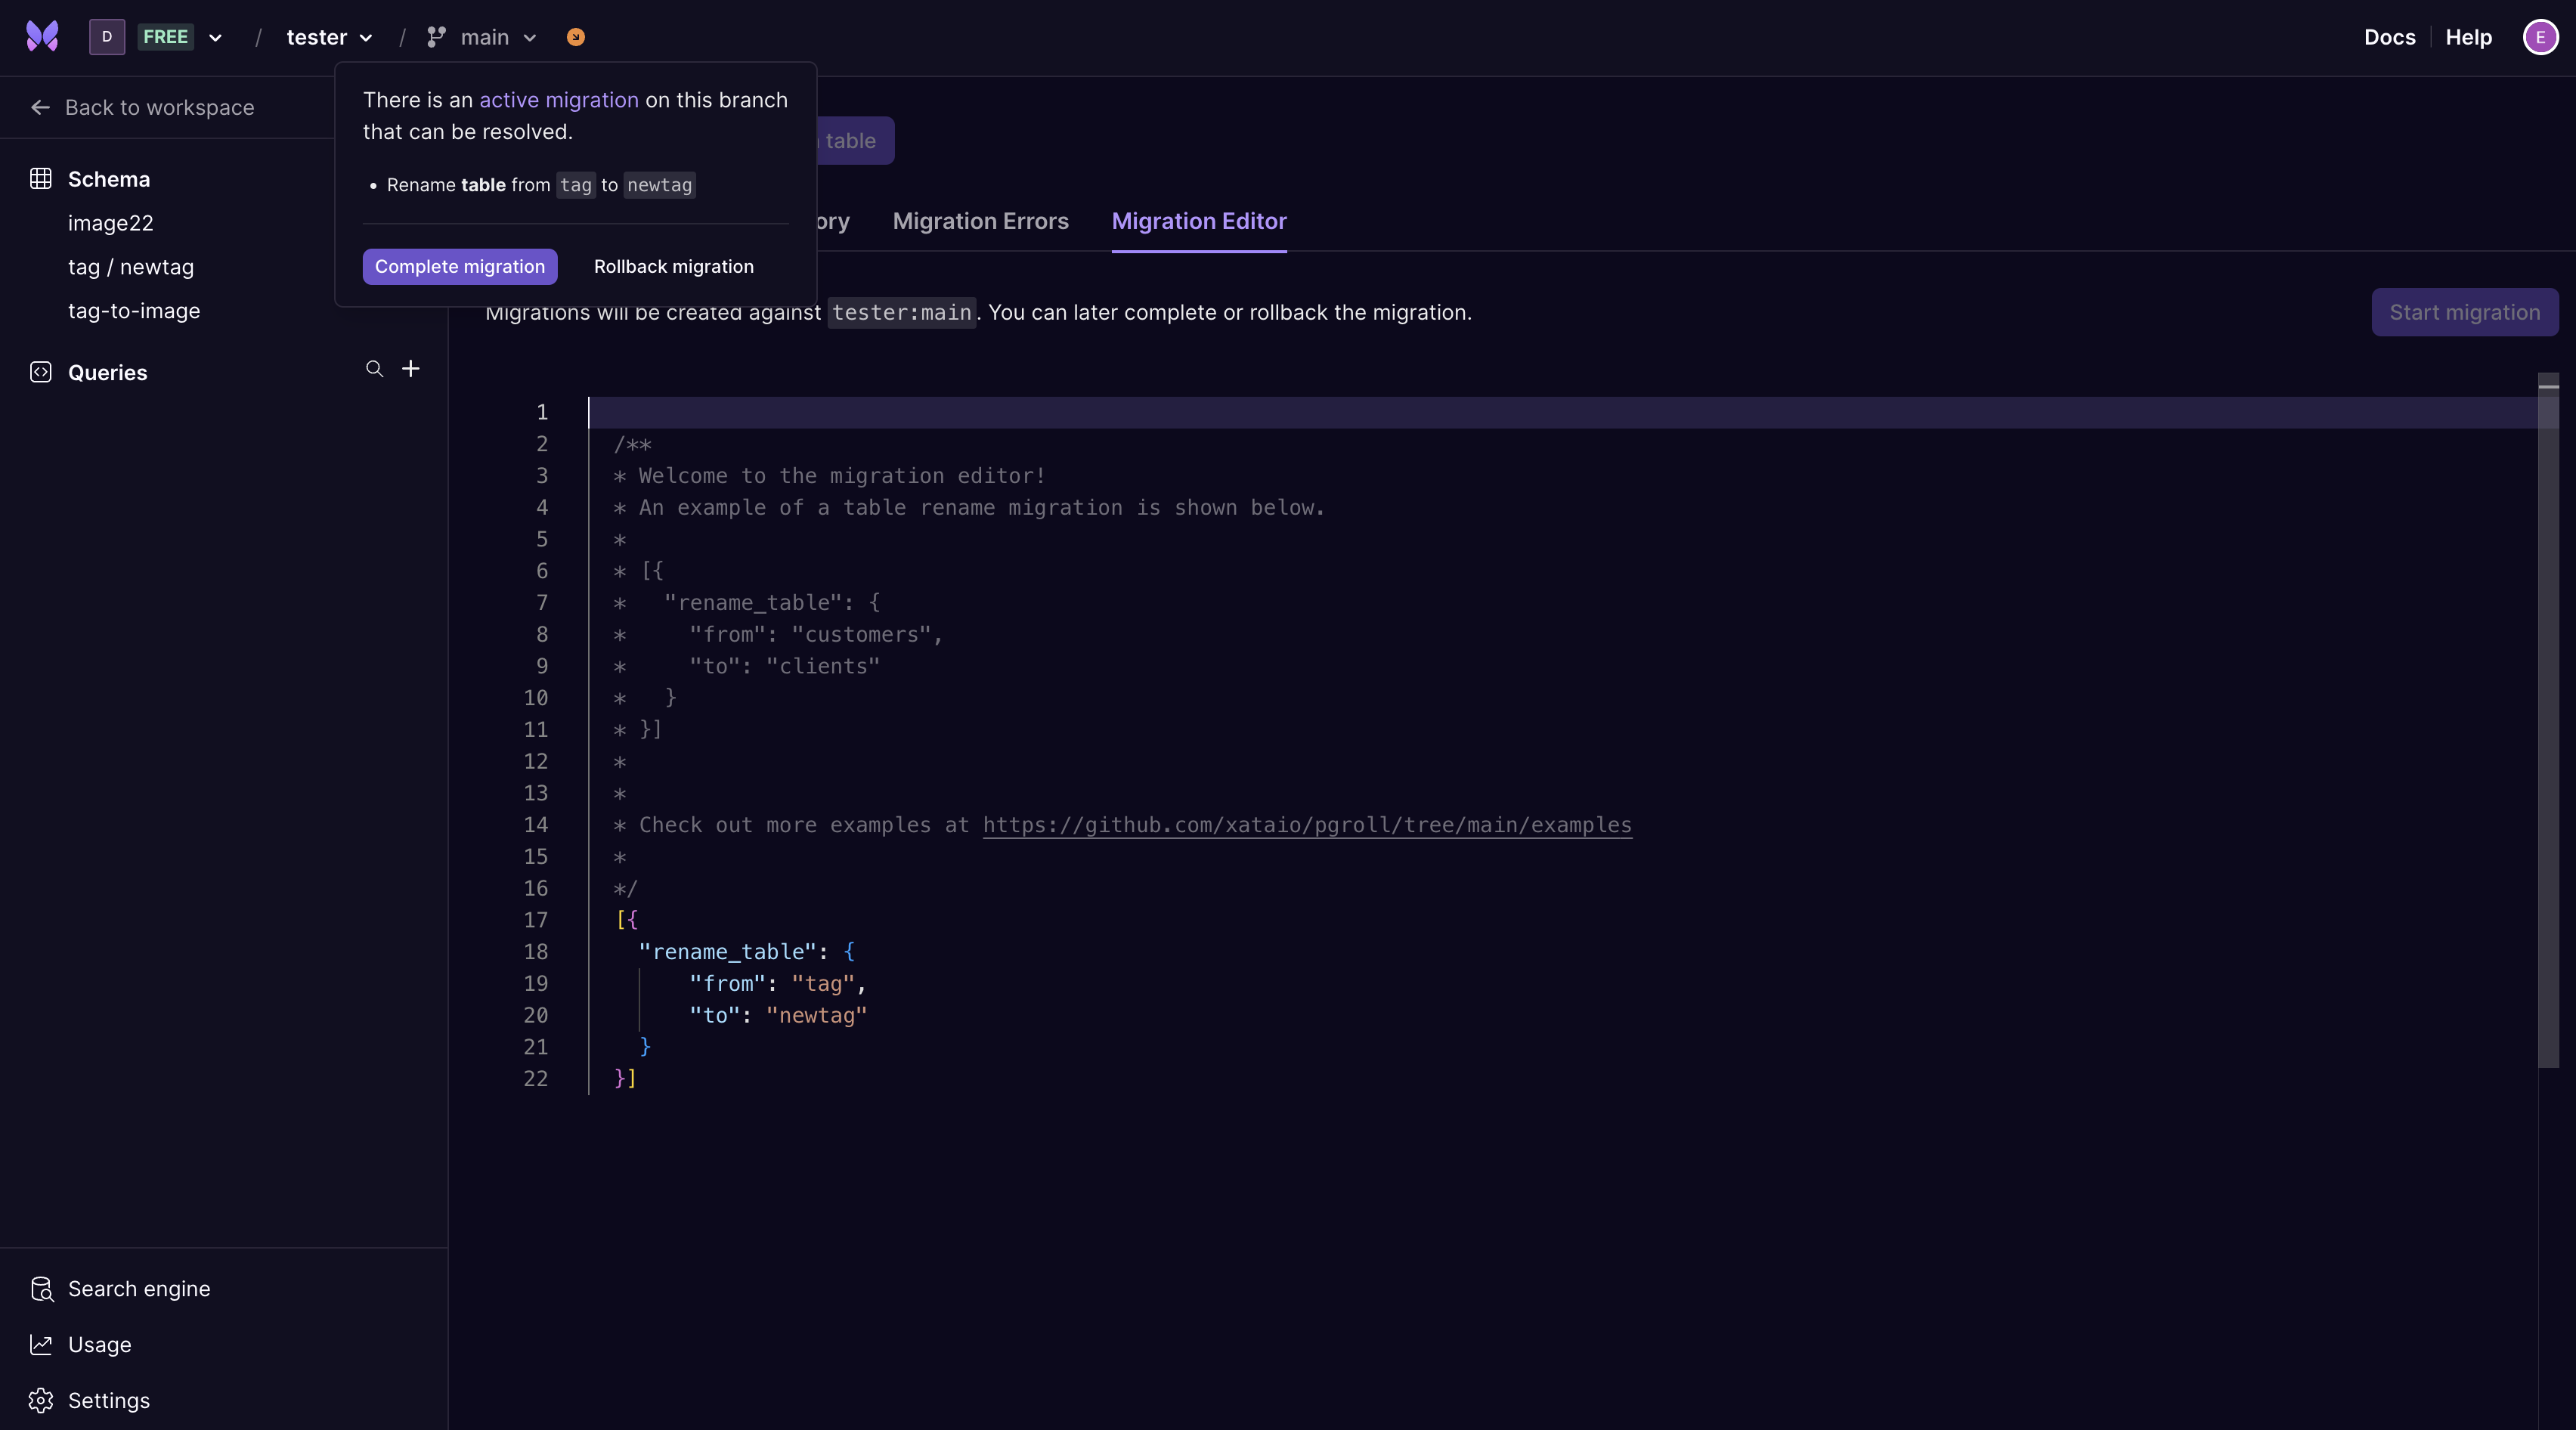 D FREE / tester / main Docs Help E
Back to workspace
There is an active migration on this branch
that can be resolved.
• Rename table from tag to newtag
Complete migration Rollback migration
table
ory Migration Errors Migration Editor
Migrations will be created against tester:main. You can later complete or rollback the migration.
Start migration
Schema
image22
tag / newtag
tag-to-image
Queries
1
2 /**
3 * Welcome to the migration editor!
4 * An example of a table rename migration is shown below.
5 *
6 * [{
7 *   "rename_table": {
8 *     "from": "customers",
9 *     "to": "clients"
10 *   }
11 * }]
12 *
13 *
14 * Check out more examples at https://github.com/xataio/pgroll/tree/main/examples
15 *
16 */
17 [{
18   "rename_table": {
19       "from": "tag",
20       "to": "newtag"
21   }
22 }]
Search engine
Usage
Settings